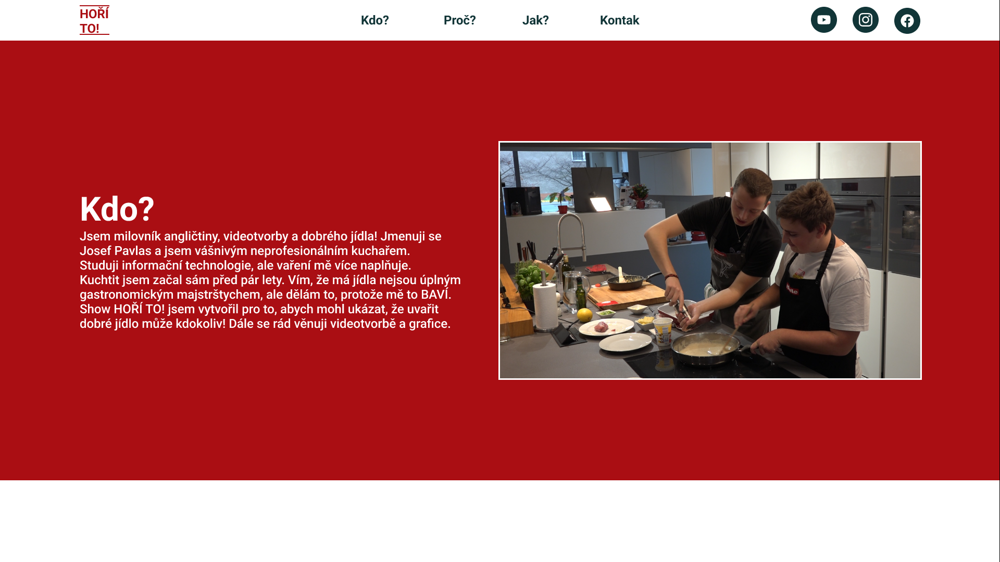 HOŘÍ
TO!
Kdo?
Proč?
Jak?
Kontak
Kdo?
Jsem milovník angličtiny, videotvorby a dobrého jídla! Jmenuji se
Josef Pavlas a jsem vášnivým neprofesionálním kuchařem.
Studuji informační technologie, ale vaření mě více naplňuje.
Kuchtit jsem začal sám před pár lety. Vím, že má jídla nejsou úplným
gastronomickým majstrštychem, ale dělám to, protože mě to BAVÍ.
Show HOŘÍ TO! jsem vytvořil pro to, abych mohl ukázat, že uvařit
dobré jídlo může kdokoliv! Dále se rád věnuji videotvorbě a grafice.
Miele